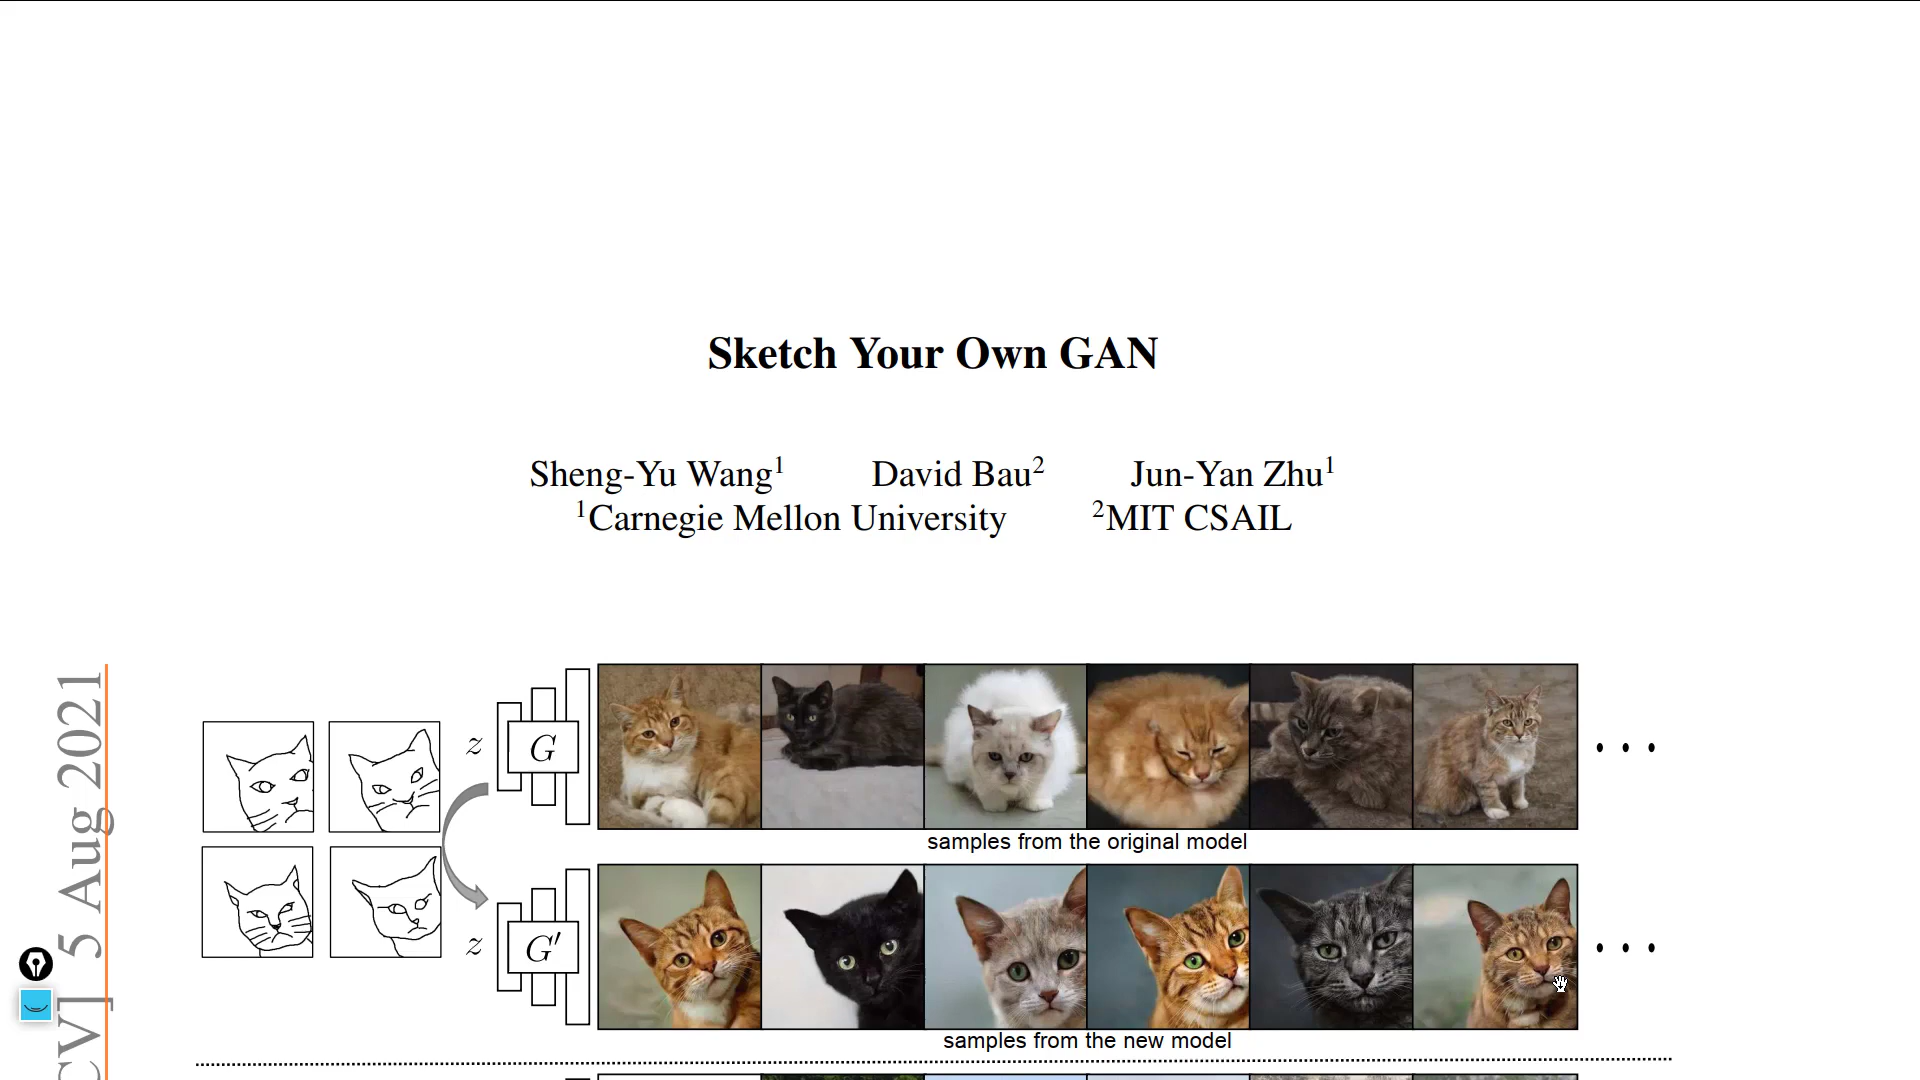 Sketch Your Own GAN
Sheng-Yu Wang¹ David Bau² Jun-Yan Zhu¹
¹Carnegie Mellon University ²MIT CSAIL
CV] 5 Aug 2021
z G
samples from the original model
z G′
samples from the new model